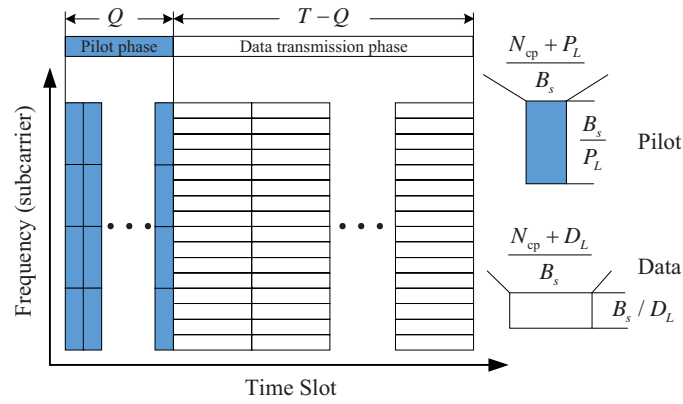 Q
T − Q
Pilot phase
Data transmission phase
Frequency (subcarrier)
Time Slot
N_cp + P_L
B_s
B_s
P_L
Pilot
N_cp + D_L
B_s
Data
B_s / D_L